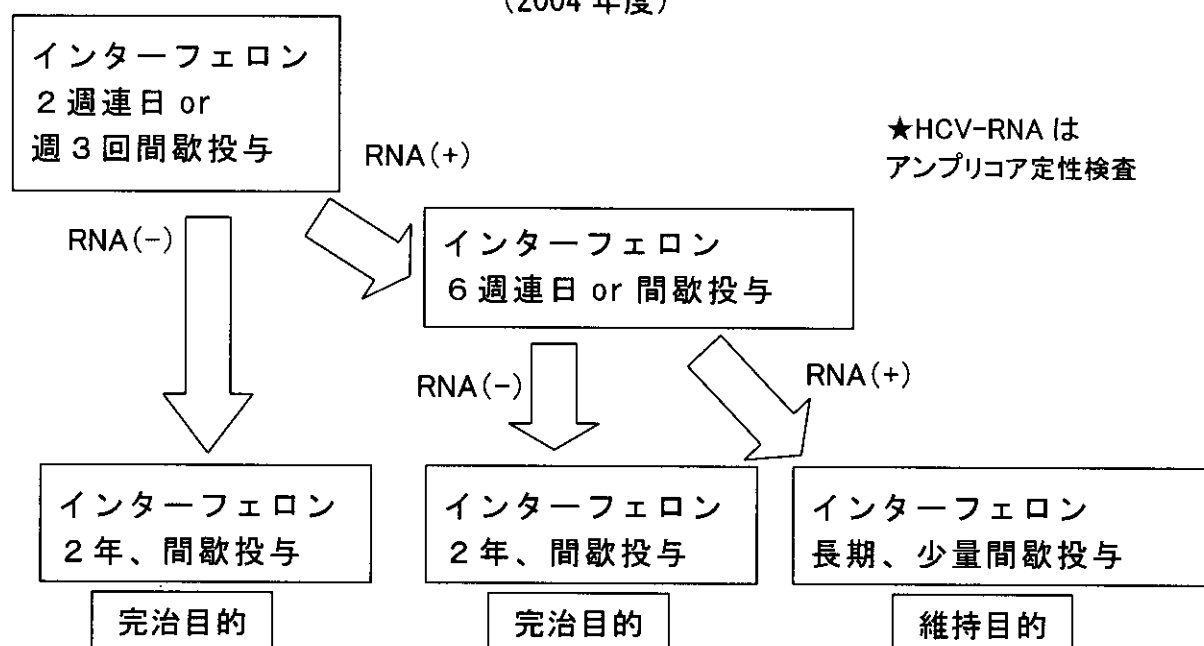 （2004 年度）
インターフェロン
２週連日 or
週３回間歇投与
RNA(+)
★HCV-RNA は
アンプリコア定性検査
RNA(-)
インターフェロン
６週連日 or 間歇投与
RNA(-)
RNA(+)
インターフェロン
２年、間歇投与
インターフェロン
２年、間歇投与
インターフェロン
長期、少量間歇投与
完治目的
完治目的
維持目的